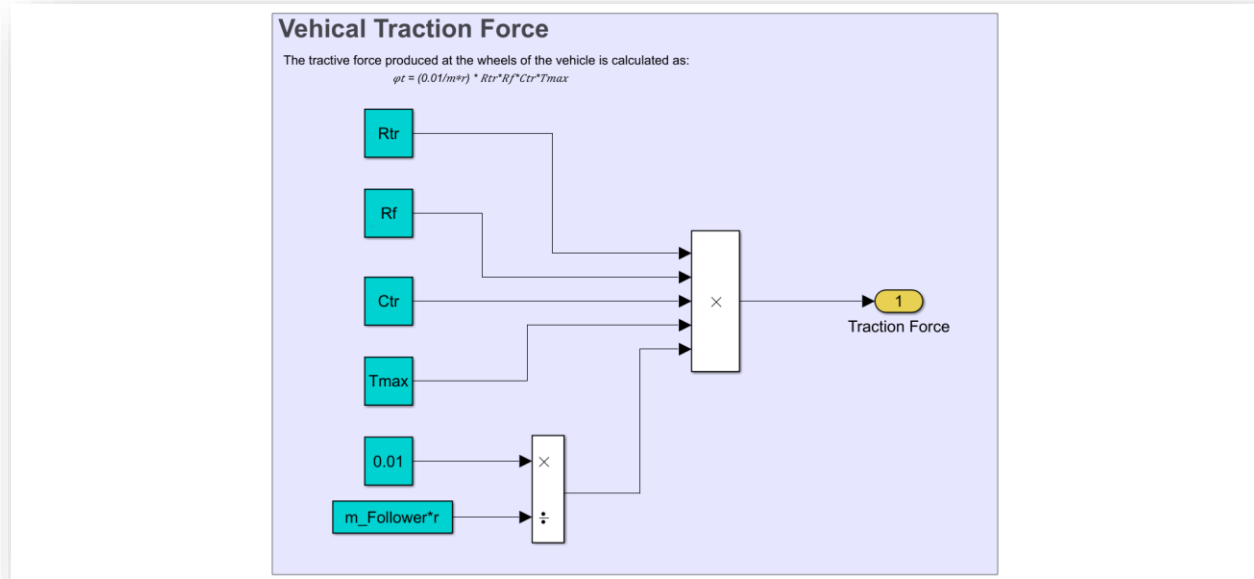 Vehical Traction Force
The tractive force produced at the wheels of the vehicle is calculated as:
φt = (0.01/m*r) * Rtr*Rf*Ctr*Tmax
Rtr
Rf
Ctr
Tmax
0.01
m_Follower*r
×
÷
×
1
Traction Force